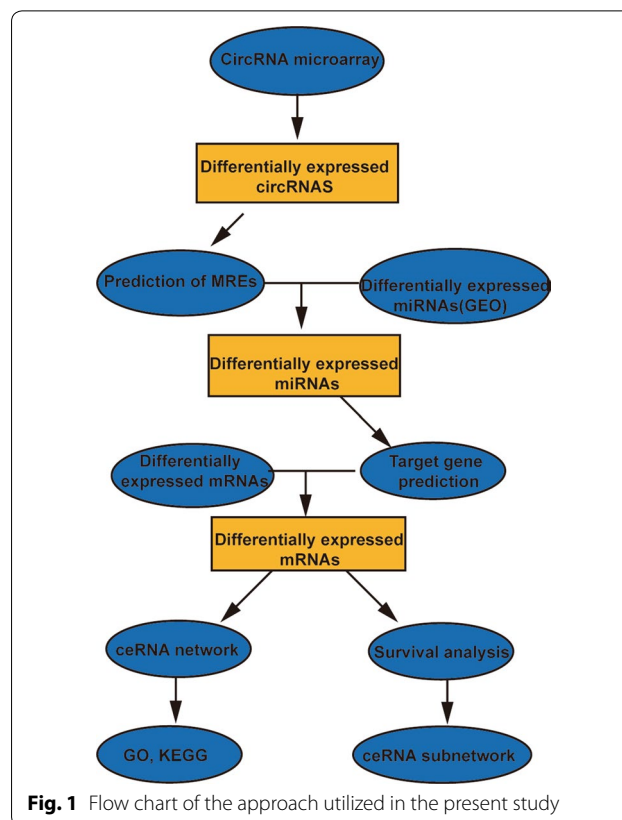 CircRNA microarray
Differentially expressed
circRNAS
Prediction of MREs
Differentially expressed
miRNAs(GEO)
Differentially expressed
miRNAs
Differentially
expressed mRNAs
Target gene
prediction
Differentially expressed
mRNAs
ceRNA network
Survival analysis
GO, KEGG
ceRNA subnetwork
Fig. 1 Flow chart of the approach utilized in the present study